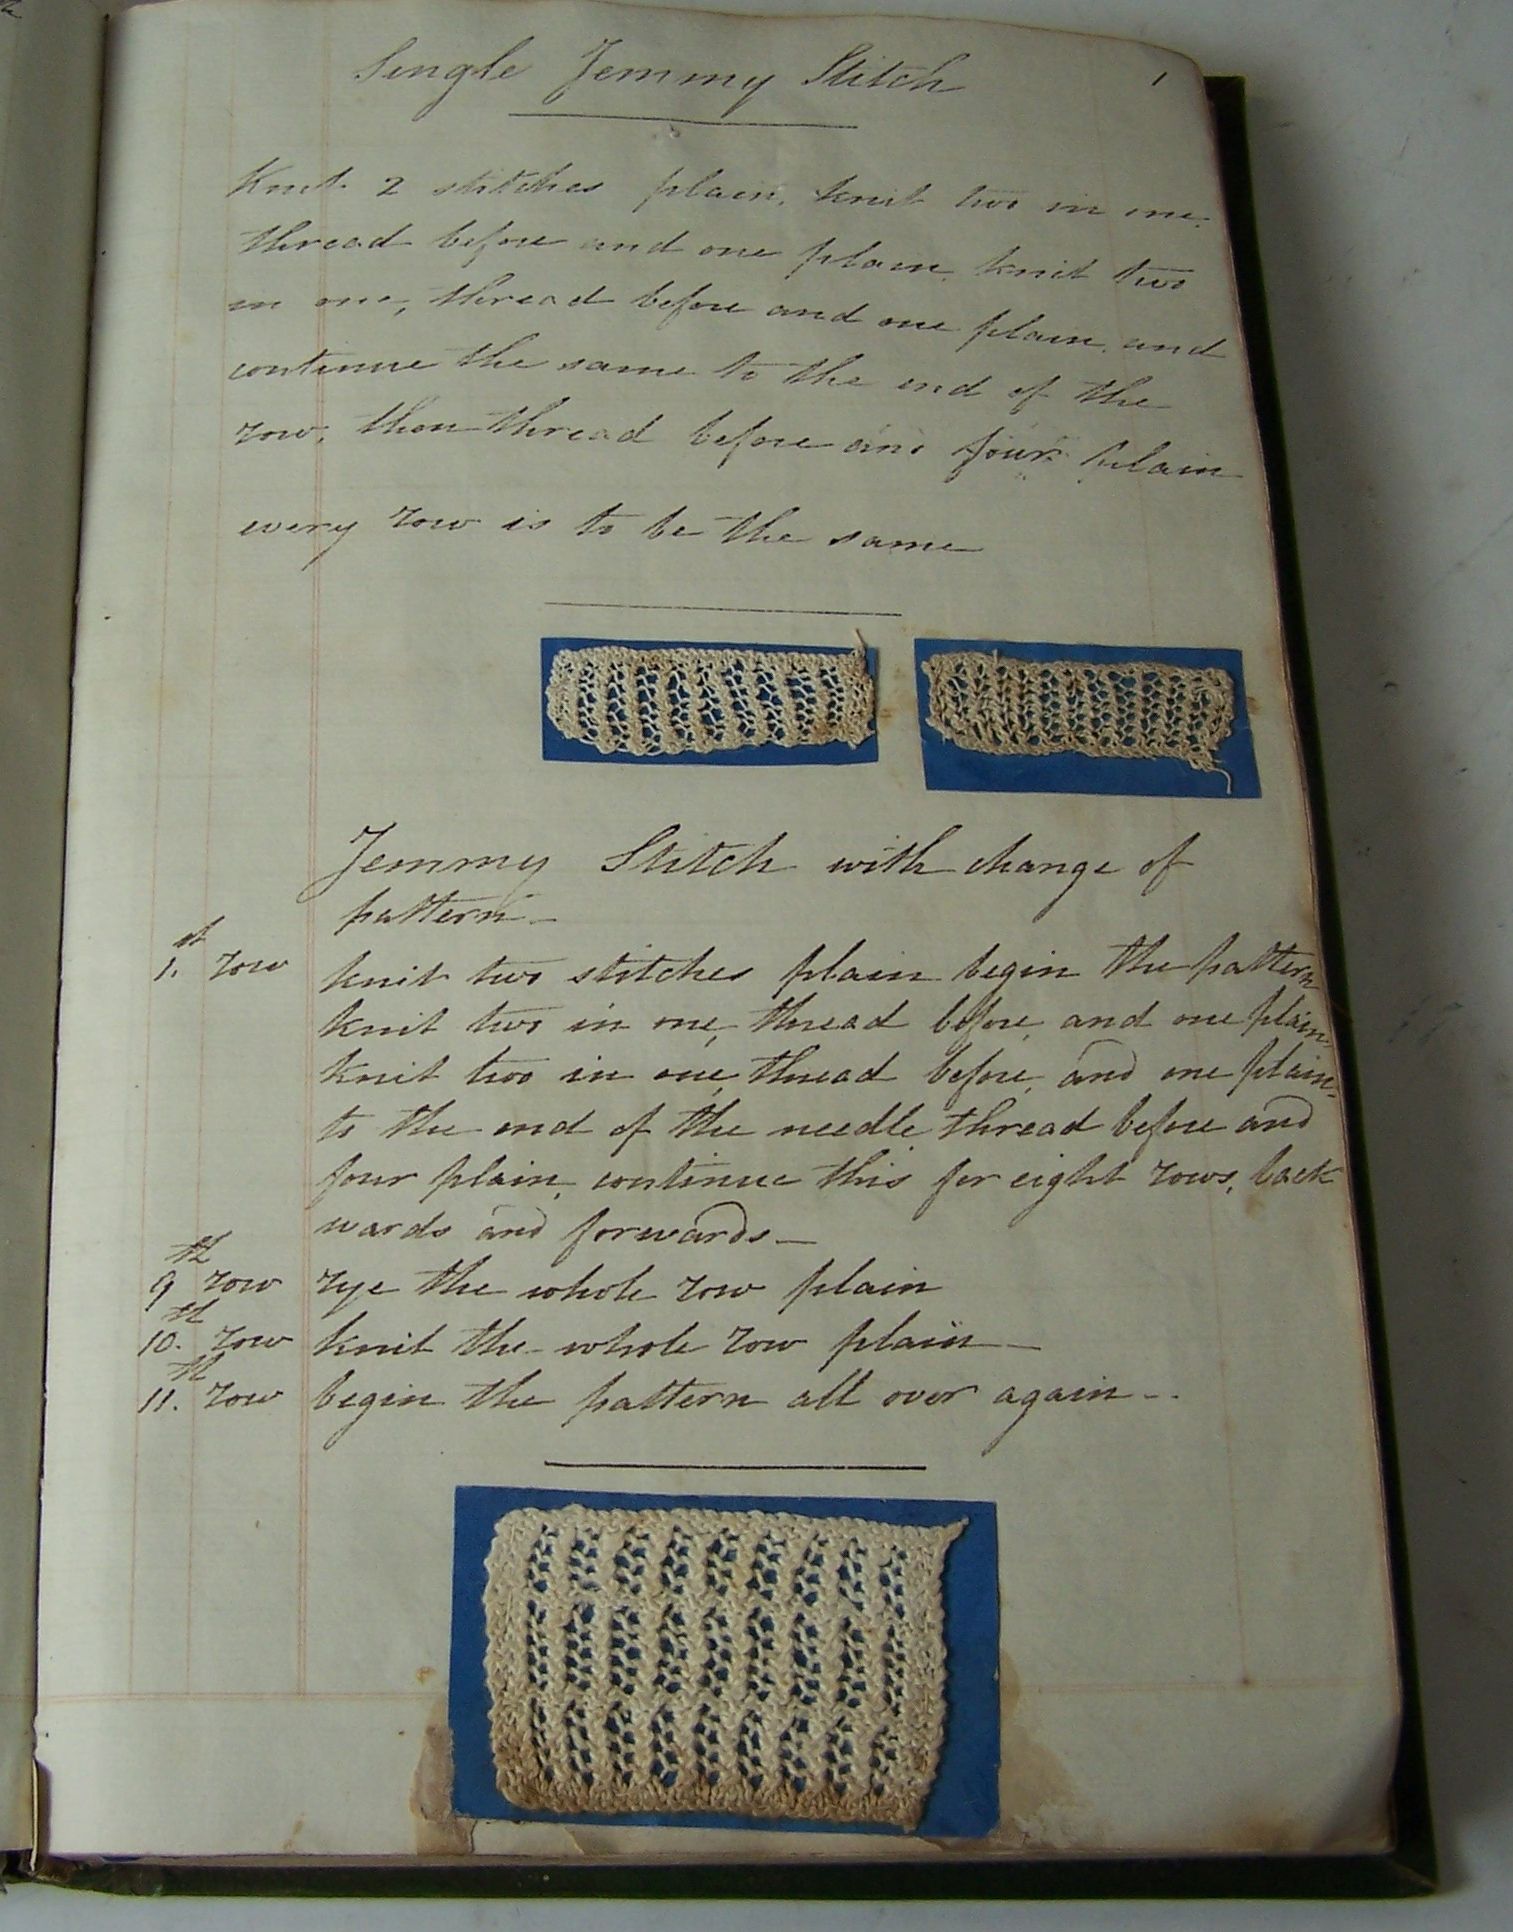 Single Jemmy Stitch 1
Knit 2 stitches plain, knit two in one,
thread before and one plain, knit two
in one, thread before and one plain, and
continue the same to the end of the
row, then thread before and four plain
every row is to be the same
Jemmy Stitch with change of
pattern —
1.st row knit two stitches plain begin the pattern
knit two in one, thread before, and one plain,
knit two in one, thread before, and one plain,
to the end of the needle thread before and
four plain, continue this for eight rows, back
wards and forwards —
9th row rye the whole row plain
10.th row knit the whole row plain —
11.th row begin the pattern all over again —